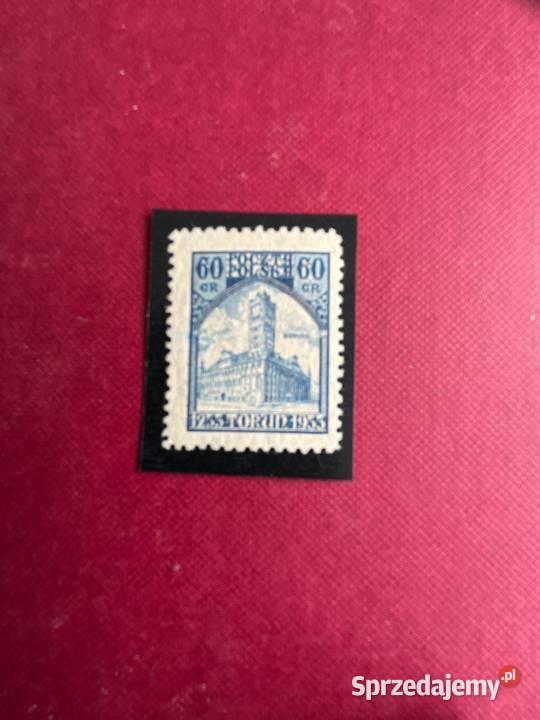 POCZTA
POLSKA
60 60
GR GR
1233 TORUŃ 1933
Sprzedajemy.pl